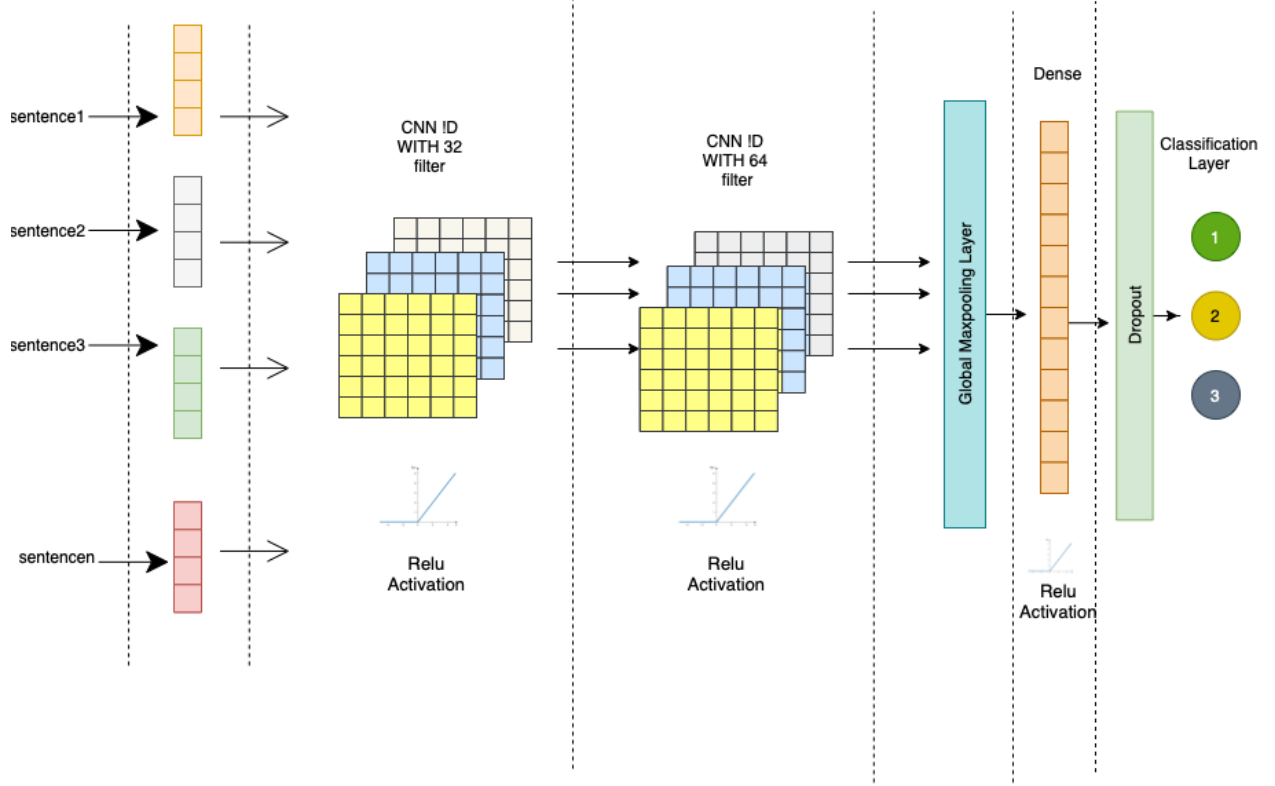 sentence1
sentence2
sentence3
sentencen
CNN !D
WITH 32
filter
Relu
Activation
CNN !D
WITH 64
filter
Relu
Activation
Global Maxpooling Layer
Dense
Relu
Activation
Dropout
Classification
Layer
1
2
3